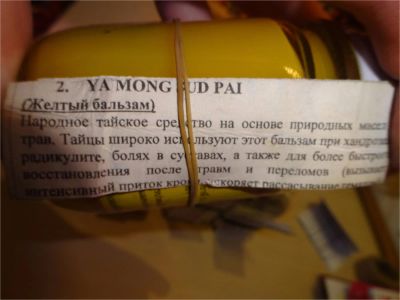 2. YA MONG SUD PAI
(Желтый бальзам)
Народное тайское средство на основе природных масел
трав. Тайцы широко используют этот бальзам при
радикулите, болях в суставах, а также для более быстрого
восстановления после травм и переломов (вызывает
интенсивный приток крови ускоряет рассасывание